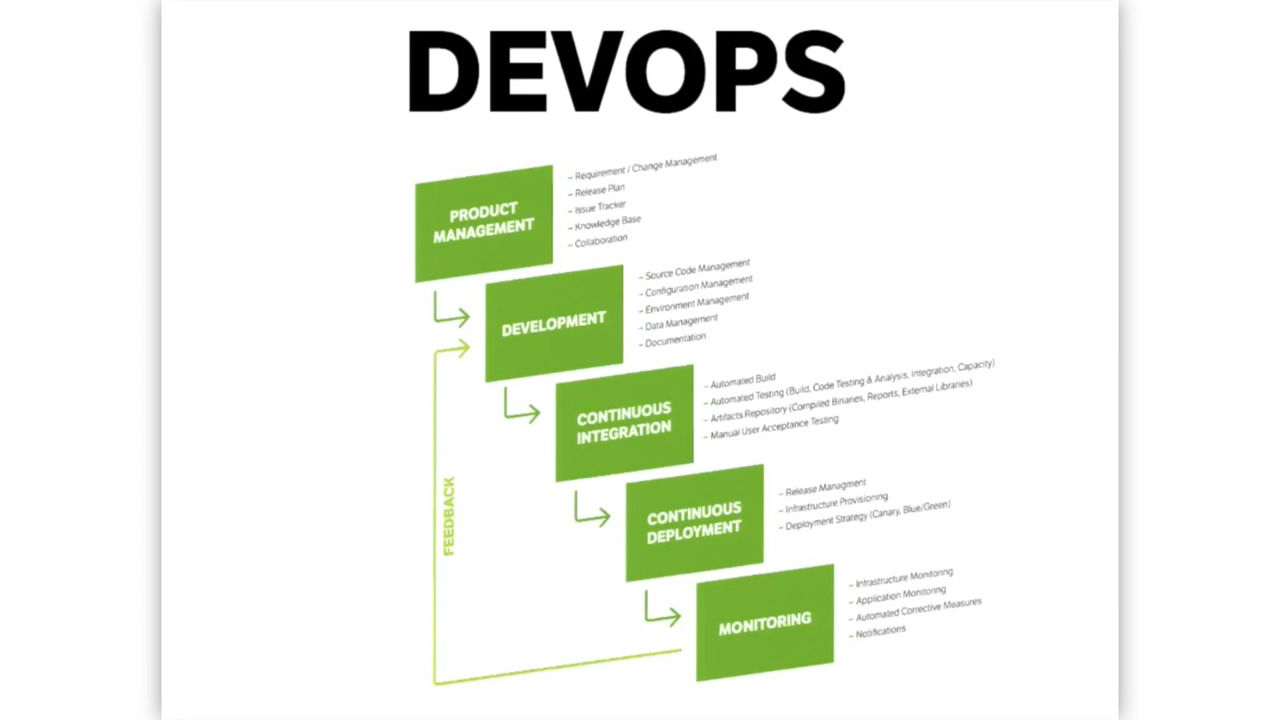 DEVOPS
PRODUCT
MANAGEMENT
– Requirement / Change Management
– Release Plan
– Issue Tracker
– Knowledge Base
– Collaboration
DEVELOPMENT
– Source Code Management
– Configuration Management
– Environment Management
– Data Management
– Documentation
CONTINUOUS
INTEGRATION
– Automated Build
– Automated Testing (Build, Code Testing & Analysis, Integration, Capacity)
– Artifacts Repository (Compiled Binaries, Reports, External Libraries)
– Manual User Acceptance Testing
CONTINUOUS
DEPLOYMENT
– Release Managment
– Infrastructure Provisioning
– Deployment Strategy (Canary, Blue/Green)
MONITORING
– Infrastructure Monitoring
– Application Monitoring
– Automated Corrective Measures
– Notifications
FEEDBACK